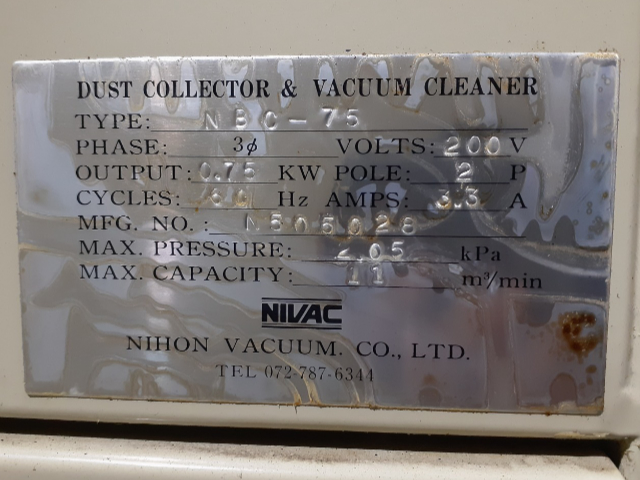 DUST COLLECTOR & VACUUM CLEANER
TYPE: NBC-75
PHASE: 3φ VOLTS: 200 V
OUTPUT: 0.75 KW POLE: 2 P
CYCLES: 60 Hz AMPS: 3.3 A
MFG. NO.: N505028
MAX. PRESSURE: 2.05 kPa
MAX. CAPACITY: 11 m³/min
NIVAC
NIHON VACUUM. CO., LTD.
TEL 072-787-6344